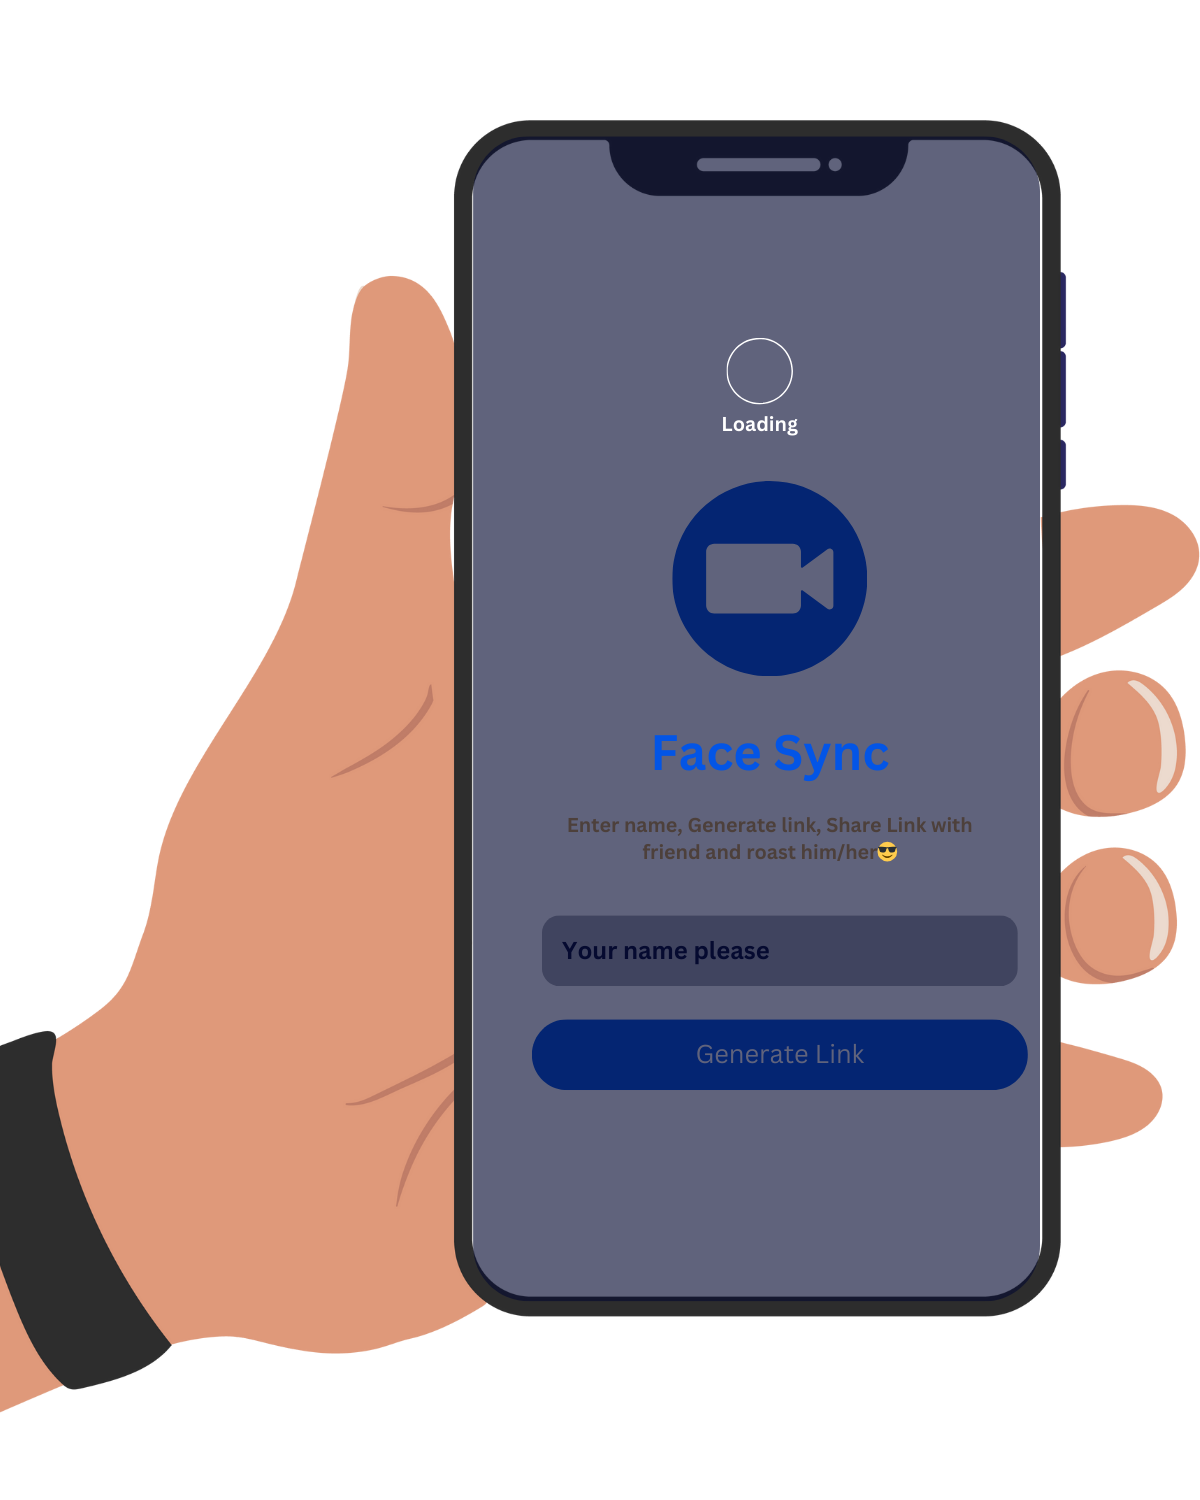 Loading
Face Sync
Enter name, Generate link, Share Link with
friend and roast him/her😎
Your name please
Generate Link